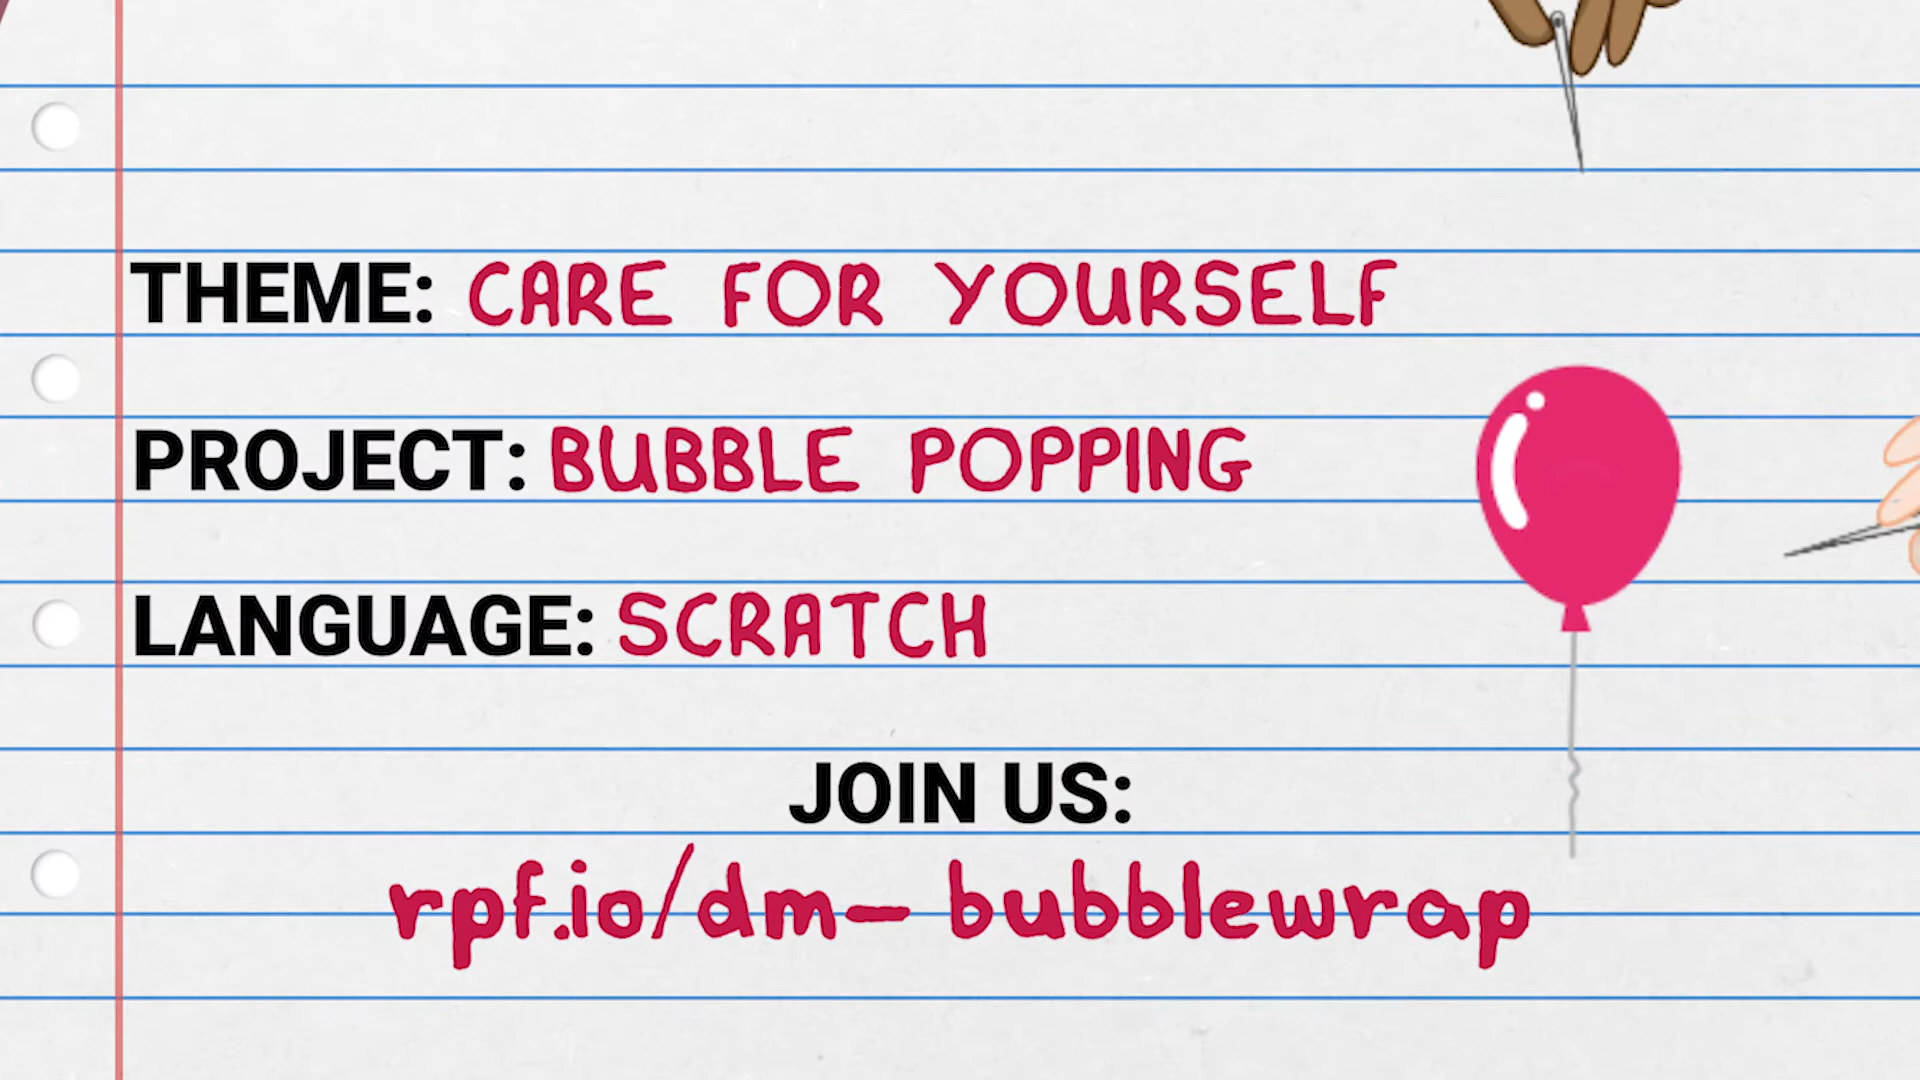 THEME: CARE FOR YOURSELF
PROJECT: BUBBLE POPPING
LANGUAGE: SCRATCH
JOIN US:
rpf.io/dm- bubblewrap